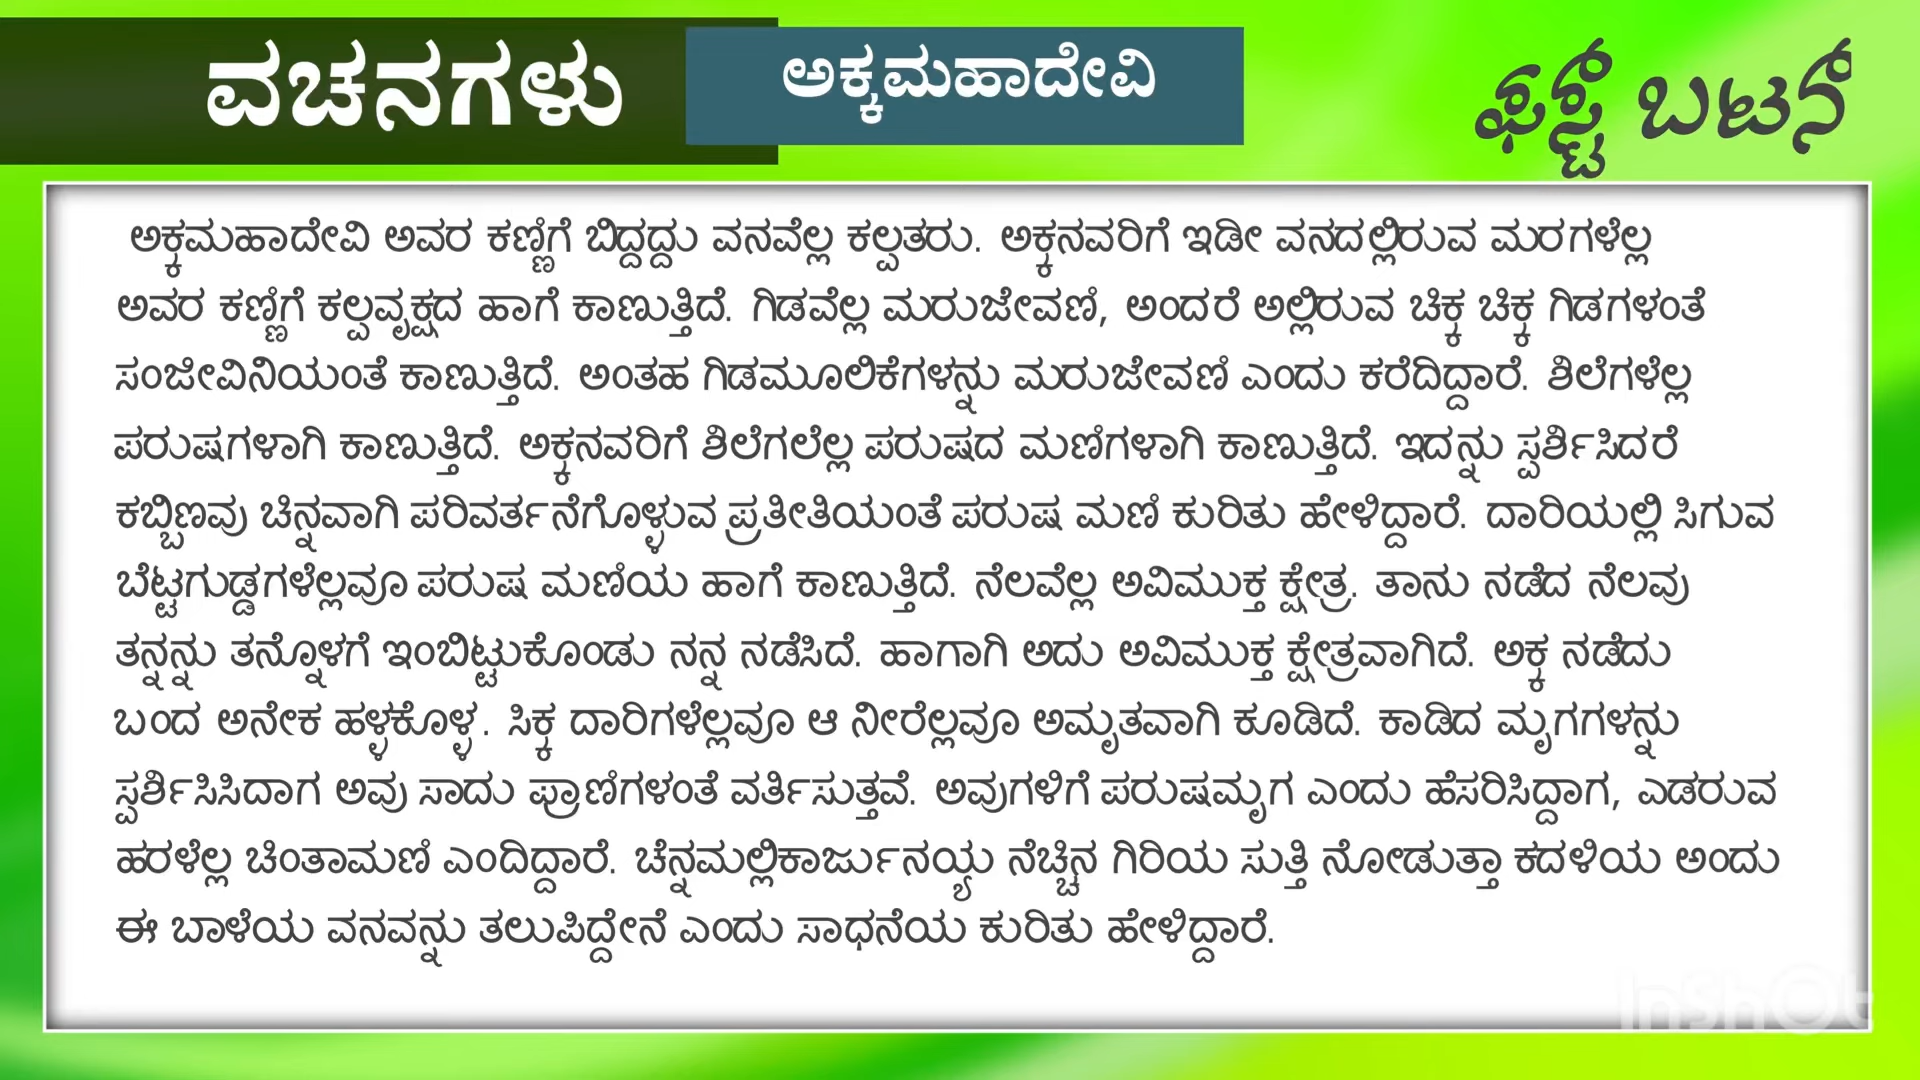 ವಚನಗಳು
ಅಕ್ಕಮಹಾದೇವಿ
ಫಸ್ಟ್ ಬಟನ್
ಅಕ್ಕಮಹಾದೇವಿ ಅವರ ಕಣ್ಣಿಗೆ ಬಿದ್ದದ್ದು ವನವೆಲ್ಲ ಕಲ್ಪತರು. ಅಕ್ಕನವರಿಗೆ ಇಡೀ ವನದಲ್ಲಿರುವ ಮರಗಳೆಲ್ಲ
ಅವರ ಕಣ್ಣಿಗೆ ಕಲ್ಪವೃಕ್ಷದ ಹಾಗೆ ಕಾಣುತ್ತಿದೆ. ಗಿಡವೆಲ್ಲ ಮರುಜೇವಣಿ, ಅಂದರೆ ಅಲ್ಲಿರುವ ಚಿಕ್ಕ ಚಿಕ್ಕ ಗಿಡಗಳಂತೆ
ಸಂಜೀವಿನಿಯಂತೆ ಕಾಣುತ್ತಿದೆ. ಅಂತಹ ಗಿಡಮೂಲಿಕೆಗಳನ್ನು ಮರುಜೇವಣಿ ಎಂದು ಕರೆದಿದ್ದಾರೆ. ಶಿಲೆಗಳೆಲ್ಲ
ಪರುಷಗಳಾಗಿ ಕಾಣುತ್ತಿದೆ. ಅಕ್ಕನವರಿಗೆ ಶಿಲೆಗಲೆಲ್ಲ ಪರುಷದ ಮಣಿಗಳಾಗಿ ಕಾಣುತ್ತಿದೆ. ಇದನ್ನು ಸ್ಪರ್ಶಿಸಿದರೆ
ಕಬ್ಬಿಣವು ಚಿನ್ನವಾಗಿ ಪರಿವರ್ತನೆಗೊಳ್ಳುವ ಪ್ರತೀತಿಯಂತೆ ಪರುಷ ಮಣಿ ಕುರಿತು ಹೇಳಿದ್ದಾರೆ. ದಾರಿಯಲ್ಲಿ ಸಿಗುವ
ಬೆಟ್ಟಗುಡ್ಡಗಳೆಲ್ಲವೂ ಪರುಷ ಮಣಿಯ ಹಾಗೆ ಕಾಣುತ್ತಿದೆ. ನೆಲವೆಲ್ಲ ಅವಿಮುಕ್ತ ಕ್ಷೇತ್ರ. ತಾನು ನಡೆದ ನೆಲವು
ತನ್ನನ್ನು ತನ್ನೊಳಗೆ ಇಂಬಿಟ್ಟುಕೊಂಡು ನನ್ನ ನಡೆಸಿದೆ. ಹಾಗಾಗಿ ಅದು ಅವಿಮುಕ್ತ ಕ್ಷೇತ್ರವಾಗಿದೆ. ಅಕ್ಕ ನಡೆದು
ಬಂದ ಅನೇಕ ಹಳ್ಳಕೊಳ್ಳ. ಸಿಕ್ಕ ದಾರಿಗಳೆಲ್ಲವೂ ಆ ನೀರೆಲ್ಲವೂ ಅಮೃತವಾಗಿ ಕೂಡಿದೆ. ಕಾಡಿದ ಮೃಗಗಳನ್ನು
ಸ್ಪರ್ಶಿಸಿಸಿದಾಗ ಅವು ಸಾದು ಪ್ರಾಣಿಗಳಂತೆ ವರ್ತಿಸುತ್ತವೆ. ಅವುಗಳಿಗೆ ಪರುಷಮೃಗ ಎಂದು ಹೆಸರಿಸಿದ್ದಾಗ, ಎಡರುವ
ಹರಳೆಲ್ಲ ಚಿಂತಾಮಣಿ ಎಂದಿದ್ದಾರೆ. ಚೆನ್ನಮಲ್ಲಿಕಾರ್ಜುನಯ್ಯ ನೆಚ್ಚಿನ ಗಿರಿಯ ಸುತ್ತಿ ನೋಡುತ್ತಾ ಕದಳಿಯ ಅಂದು
ಈ ಬಾಳೆಯ ವನವನ್ನು ತಲುಪಿದ್ದೇನೆ ಎಂದು ಸಾಧನೆಯ ಕುರಿತು ಹೇಳಿದ್ದಾರೆ.
InShOt